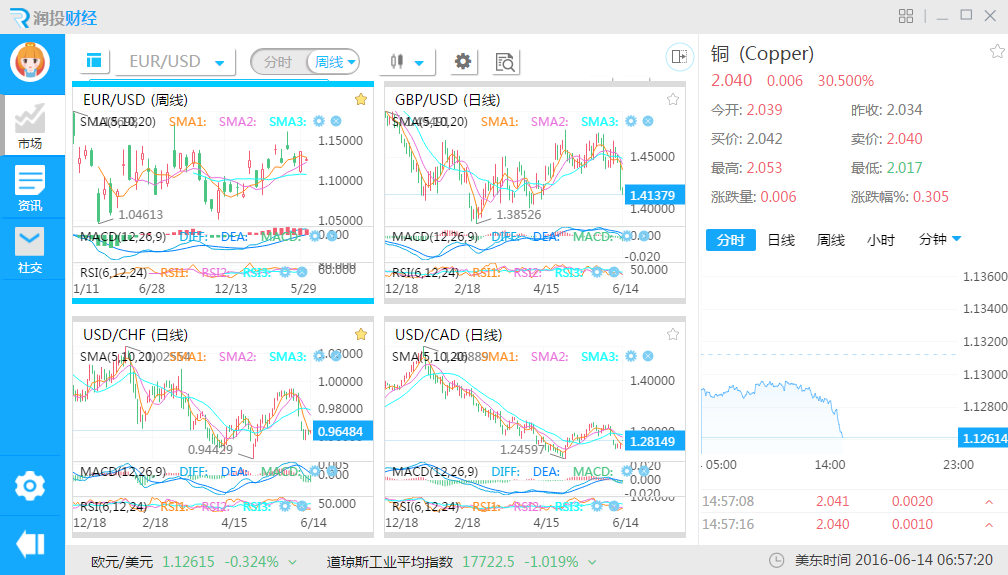 润投财经
EUR/USD
分时
周线
市场
资讯
社交
EUR/USD (周线)
SMA(5,10,20) SMA1: SMA2: SMA3:
1.15000
1.10000
1.05000
1.04613
MACD(12,26,9) DIFF: DEA: MACD:
0.000
RSI(6,12,24) RSI1: RSI2: RSI3:
60.000
1/11 6/28 12/13 5/29
GBP/USD (日线)
SMA(5,10,20) SMA1: SMA2: SMA3:
1.45000
1.41379
1.40000
1.38526
MACD(12,26,9) DIFF: DEA: MACD:
0.000
-0.020
RSI(6,12,24) RSI1: RSI2: RSI3:
50.000
12/18 2/18 4/15 6/14
USD/CHF (日线)
SMA(5,10,20) SMA1: SMA2: SMA3:
1.02000
1.00000
0.98000
0.96484
0.94429
MACD(12,26,9) DIFF: DEA: MACD:
0.005
RSI(6,12,24) RSI1: RSI2: RSI3:
50.000
12/18 2/18 4/15 6/14
USD/CAD (日线)
SMA(5,10,20) SMA1: SMA2: SMA3:
1.40000
1.28149
1.24597
MACD(12,26,9) DIFF: DEA: MACD:
0.020
0.000
-0.020
RSI(6,12,24) RSI1: RSI2: RSI3:
12/18 2/18 4/15 6/14
铜 (Copper)
2.040 0.006 30.500%
今开: 2.039 昨收: 2.034
买价: 2.042 卖价: 2.040
最高: 2.053 最低: 2.017
涨跌量: 0.006 涨跌幅%: 0.305
分时 日线 周线 小时 分钟
1.13600
1.13400
1.13200
1.13000
1.12800
1.12614
05:00 14:00 23:00
14:57:08 2.041 0.0020
14:57:16 2.040 0.0010
欧元/美元 1.12615 -0.324% 道琼斯工业平均指数 17722.5 -1.019% 美东时间 2016-06-14 06:57:20